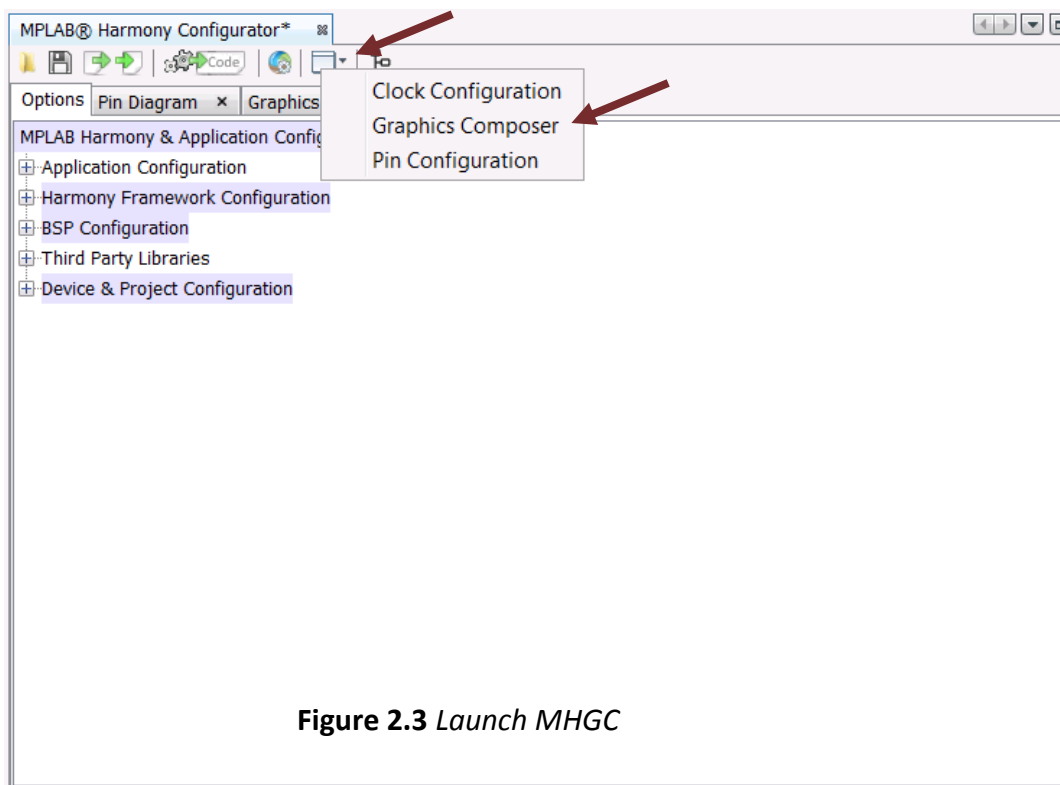 MPLAB® Harmony Configurator*
Code
Options Pin Diagram Graphics
Clock Configuration
Graphics Composer
Pin Configuration
MPLAB Harmony & Application Config
Application Configuration
Harmony Framework Configuration
BSP Configuration
Third Party Libraries
Device & Project Configuration
Figure 2.3 Launch MHGC